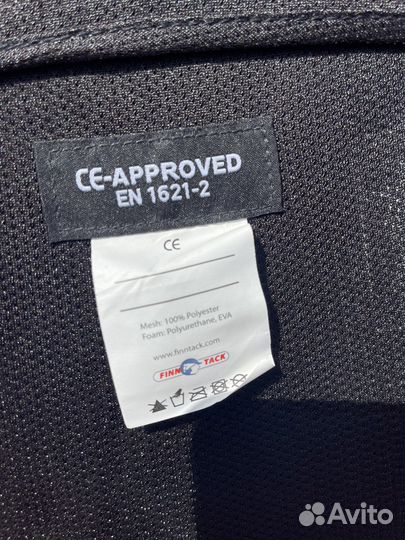 CE-APPROVED
EN 1621-2
CE
Mesh: 100% Polyester
Foam: Polyurethane, EVA
www.finntack.com
FINN TACK
Avito